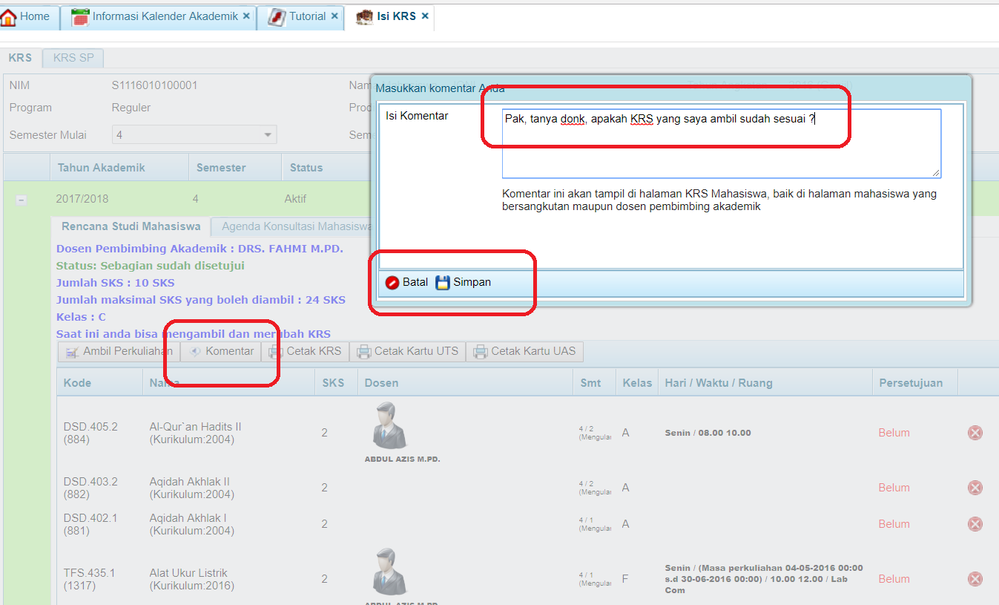 Home Informasi Kalender Akademik Tutorial Isi KRS
KRS KRS SP
NIM S1116010100001
Program Reguler
Semester Mulai 4
Masukkan komentar Anda
Isi Komentar
Pak, tanya donk, apakah KRS yang saya ambil sudah sesuai ?
Komentar ini akan tampil di halaman KRS Mahasiswa, baik di halaman mahasiswa yang
bersangkutan maupun dosen pembimbing akademik
Batal Simpan
Tahun Akademik Semester Status
2017/2018 4 Aktif
Rencana Studi Mahasiswa Agenda Konsultasi Mahasiswa
Dosen Pembimbing Akademik : DRS. FAHMI M.PD.
Status: Sebagian sudah disetujui
Jumlah SKS : 10 SKS
Jumlah maksimal SKS yang boleh diambil : 24 SKS
Kelas : C
Saat ini anda bisa mengambil dan merubah KRS
Ambil Perkuliahan Komentar Cetak KRS Cetak Kartu UTS Cetak Kartu UAS
Kode Nama SKS Dosen Smt Kelas Hari / Waktu / Ruang Persetujuan
DSD.405.2 Al-Qur`an Hadits II 2 4 / 2 A Senin / 08.00 10.00 Belum
(884) (Kurikulum:2004) (Mengular
ABDUL AZIS M.PD.
DSD.403.2 Aqidah Akhlak II 2 4 / 2 A Belum
(882) (Kurikulum:2004) (Mengular
DSD.402.1 Aqidah Akhlak I 2 4 / 1 A Belum
(881) (Kurikulum:2004) (Mengular
TFS.435.1 Alat Ukur Listrik 2 4 / 1 F Senin / (Masa perkuliahan 04-05-2016 00:00 Belum
(1317) (Kurikulum:2016) (Mengular s.d 30-06-2016 00:00) / 10.00 12.00 / Lab
Com
ABDUL AZIS M.PD.